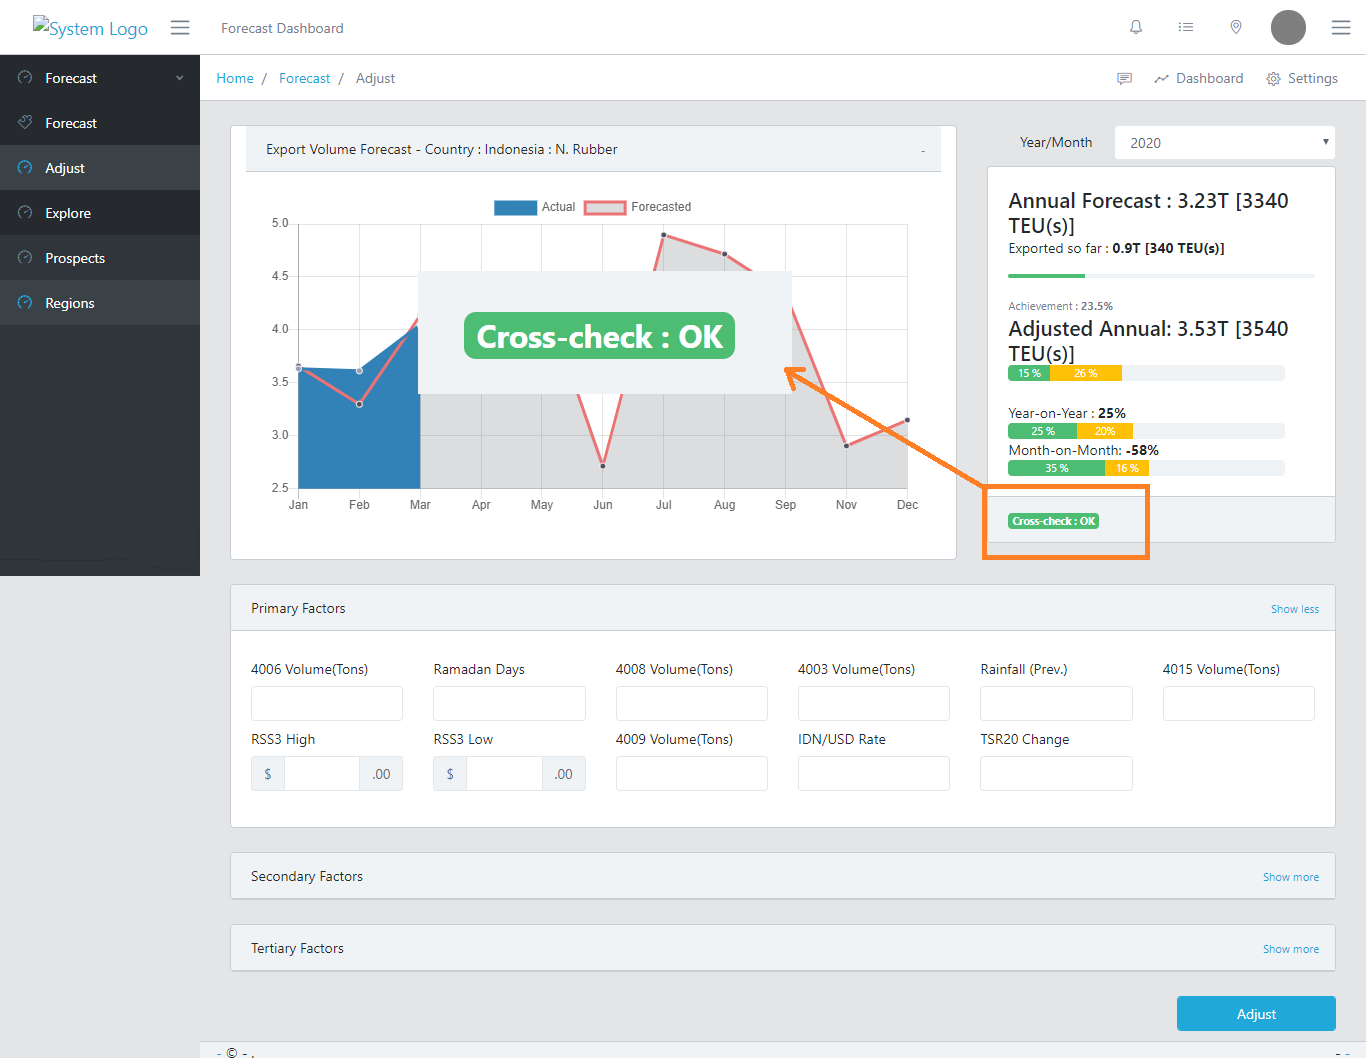 System Logo
Forecast Dashboard
Forecast
Forecast
Adjust
Explore
Prospects
Regions
Home / Forecast / Adjust
Dashboard
Settings
Export Volume Forecast - Country : Indonesia : N. Rubber
-
Actual
Forecasted
5.0
4.5
4.0
3.5
3.0
2.5
Jan Feb Mar Apr May Jun Jul Aug Sep Nov Dec
Cross-check : OK
Year/Month
2020
Annual Forecast : 3.23T [3340
TEU(s)]
Exported so far : 0.9T [340 TEU(s)]
Achievement : 23.5%
Adjusted Annual: 3.53T [3540
TEU(s)]
15 % 26 %
Year-on-Year : 25%
25 % 20%
Month-on-Month: -58%
35 % 16 %
Cross-check : OK
Primary Factors
Show less
4006 Volume(Tons) Ramadan Days 4008 Volume(Tons) 4003 Volume(Tons) Rainfall (Prev.) 4015 Volume(Tons)
RSS3 High RSS3 Low 4009 Volume(Tons) IDN/USD Rate TSR20 Change
$ .00 $ .00
Secondary Factors
Show more
Tertiary Factors
Show more
Adjust
- © - .
- -